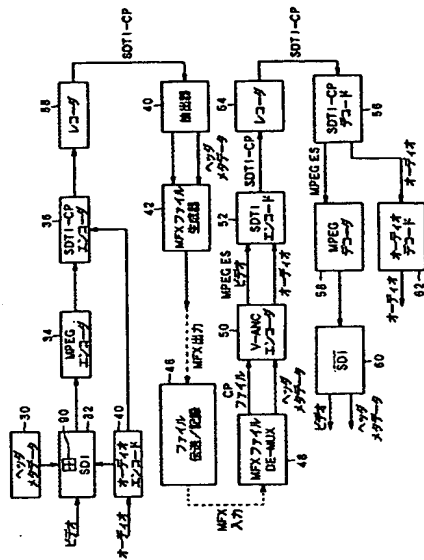 ヘッダ
メタデータ
30
90
SDI
92
ビデオ
オーディオ
オーディオ
エンコード
40
34
MPEG
エンコード
36
SDTI-CP
エンコーダ
38
レコーダ
SDTI-CP
40
抽出器
ヘッダ
メタデータ
42
MFXファイル
生成器
MFX出力
46
ファイル
伝送/記録
MFX
入力
48
MFXファイル
DE-MUX
CP
ファイル
ヘッダ
メタデータ
50
V-ANC
エンコーダ
MPEG ES
ビデオ
オーディオ
52
SDTI
エンコード
SDTI-CP
54
レコーダ
SDTI-CP
56
SDTI-CP
デコード
MPEG ES
オーディオ
58
MPEG
デコーダ
オーディオ
デコード
62
オーディオ
60
SDI
ビデオ
ヘッダ
メタデータ